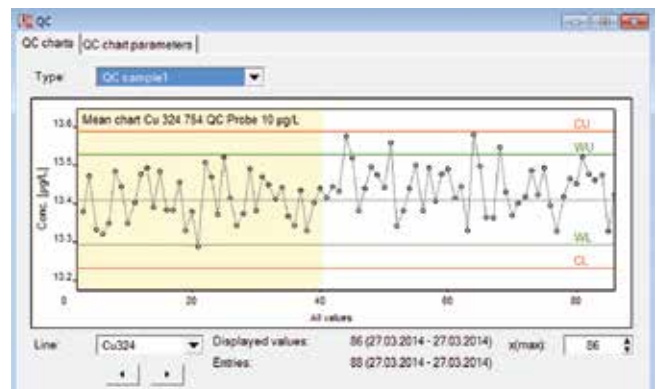 QC
QC charts QC chart parameters
Type: QC sample1
Mean chart Cu 324 754 QC Probe 10 µg/L
CU
WU
WL
CL
Conc. [µg/L]
13.6
13.5
13.4
13.3
13.2
0 20 40 60 80
All values
Line: Cu324 Displayed values: 86 (27.03.2014 - 27.03.2014) x(max): 86
Entries: 88 (27.03.2014 - 27.03.2014)